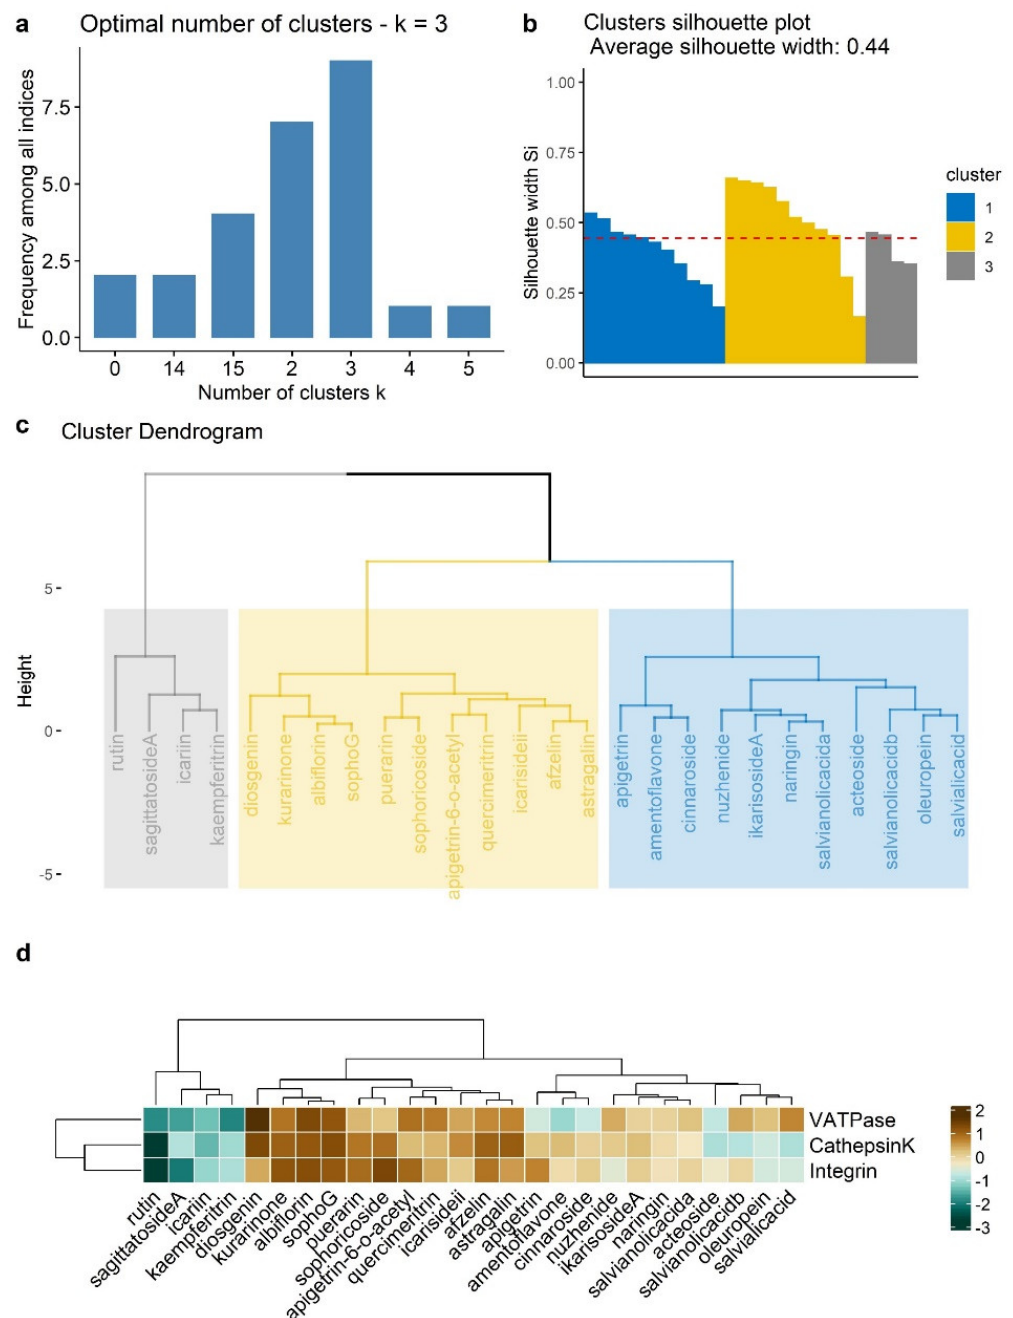 a
Optimal number of clusters - k = 3
Frequency among all indices
7.5
5.0
2.5
0.0
0 14 15 2 3 4 5
Number of clusters k
b
Clusters silhouette plot
Average silhouette width: 0.44
Silhouette width Si
1.00
0.75
0.50
0.25
0.00
cluster
1
2
3
c
Cluster Dendrogram
Height
5
0
-5
rutin
sagittatosideA
icariin
kaempferitrin
diosgenin
kurarinone
albiflorin
sophoG
puerarin
sophoricoside
apigetrin-6-o-acetyl
quercimeritrin
icarisideii
afzelin
astragalin
apigetrin
amentoflavone
cinnaroside
nuzhenide
ikarisosideA
naringin
salvianolicacida
acteoside
salvianolicacidb
oleuropein
salvialicacid
d
VATPase
CathepsinK
Integrin
2
1
0
-1
-2
-3
rutin
sagittatosideA
icariin
kaempferitrin
diosgenin
kurarinone
albiflorin
sophoG
puerarin
sophoricoside
apigetrin-6-o-acetyl
quercimeritrin
icarisideii
afzelin
astragalin
apigetrin
amentoflavone
cinnaroside
nuzhenide
ikarisosideA
naringin
salvianolicacida
acteoside
salvianolicacidb
oleuropein
salvialicacid